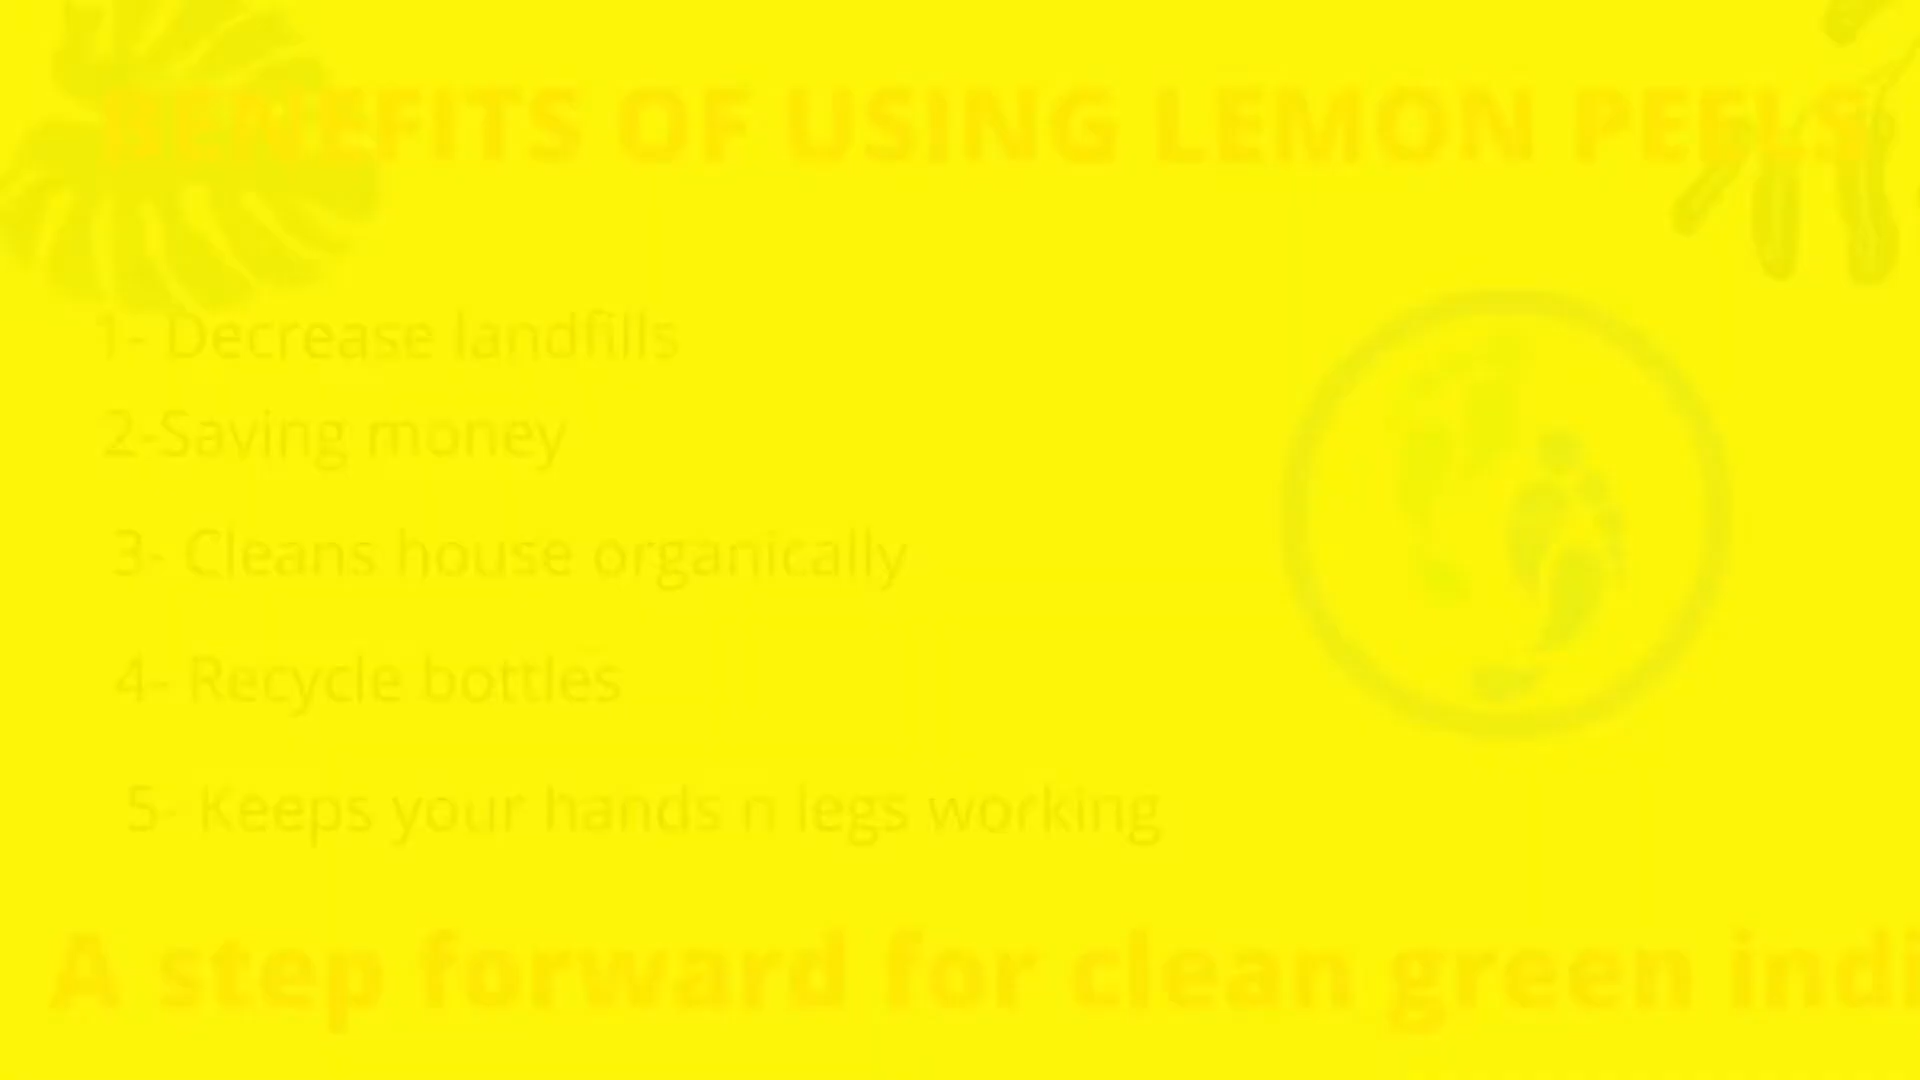 BENEFITS OF USING LEMON PEELS
1- Decrease landfills
2-Saving money
3- Cleans house organically
4- Recycle bottles
5- Keeps your hands n legs working
A step forward for clean green indi